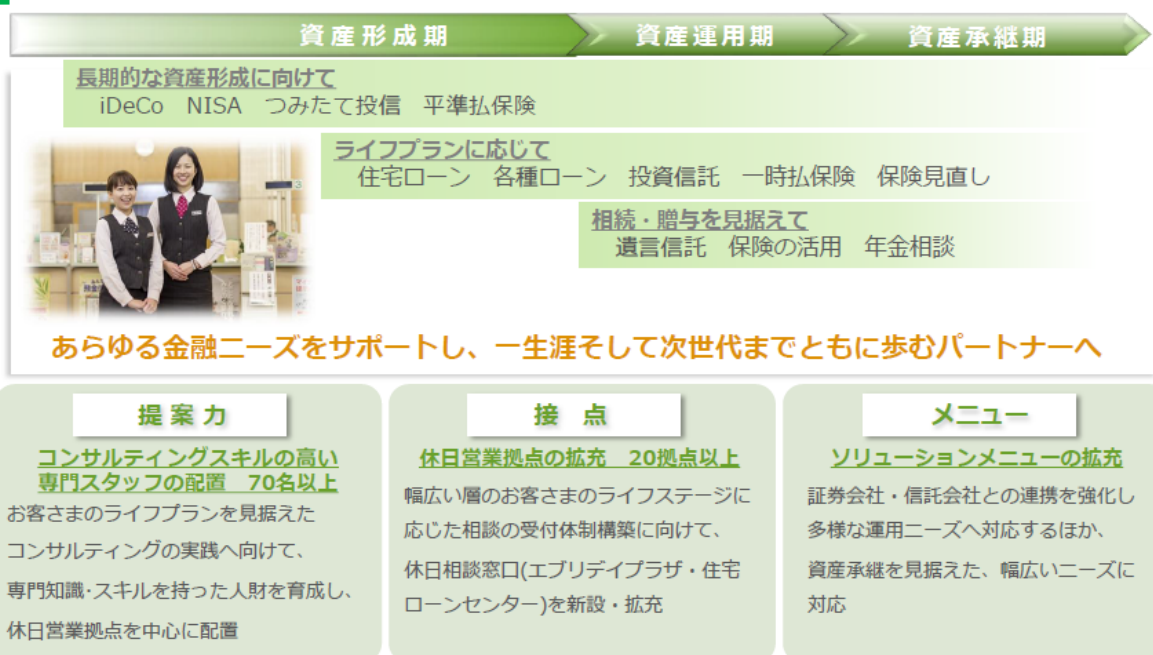 資産形成期
資産運用期
資産承継期
長期的な資産形成に向けて
iDeCo NISA つみたて投信 平準払保険
ライフプランに応じて
住宅ローン 各種ローン 投資信託 一時払保険 保険見直し
相続・贈与を見据えて
遺言信託 保険の活用 年金相談
あらゆる金融ニーズをサポートし、一生涯そして次世代までともに歩むパートナーへ
提案力
コンサルティングスキルの高い
専門スタッフの配置 70名以上
お客さまのライフプランを見据えた
コンサルティングの実践へ向けて、
専門知識・スキルを持った人財を育成し、
休日営業拠点を中心に配置
接 点
休日営業拠点の拡充 20拠点以上
幅広い層のお客さまのライフステージに
応じた相談の受付体制構築に向けて、
休日相談窓口(エブリデイプラザ・住宅
ローンセンター)を新設・拡充
メニュー
ソリューションメニューの拡充
証券会社・信託会社との連携を強化し
多様な運用ニーズへ対応するほか、
資産承継を見据えた、幅広いニーズに
対応